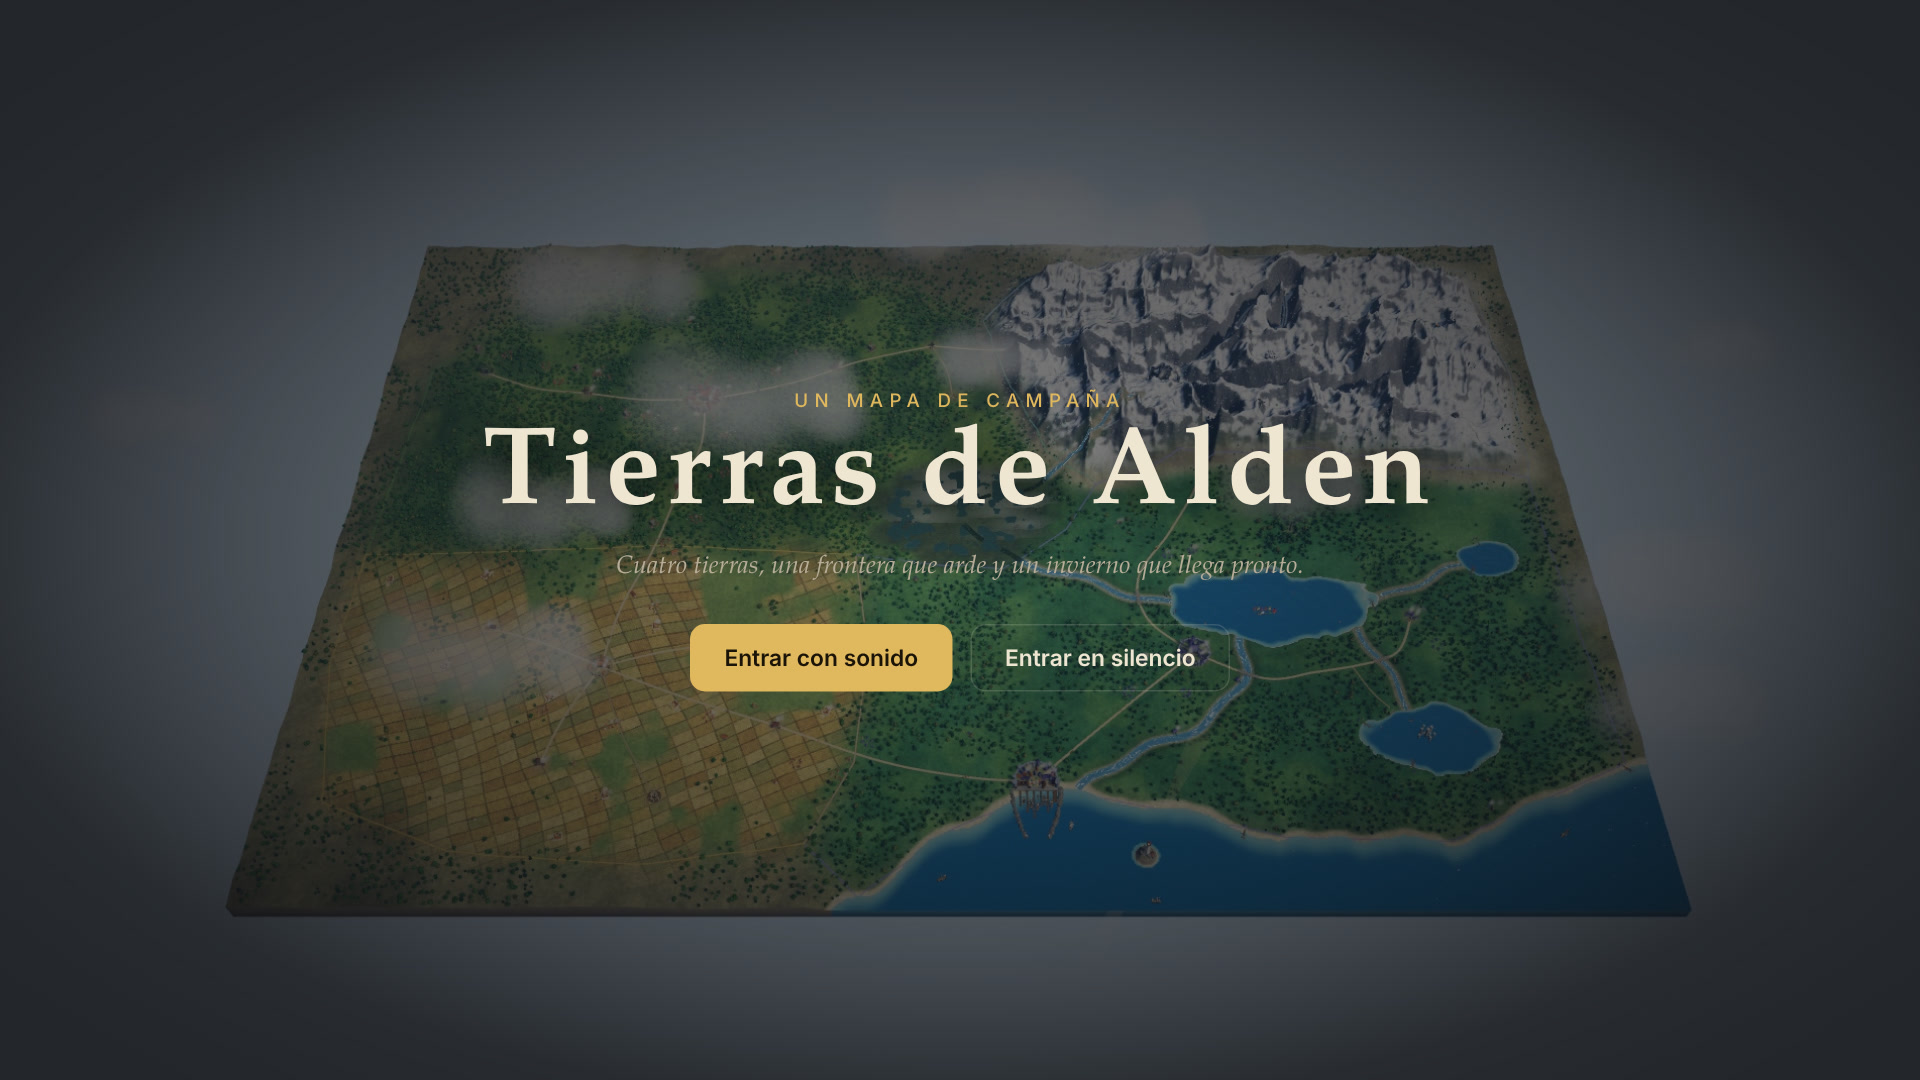 UN MAPA DE CAMPAÑA
Tierras de Alden
Cuatro tierras, una frontera que arde y un invierno que llega pronto.
Entrar con sonido
Entrar en silencio